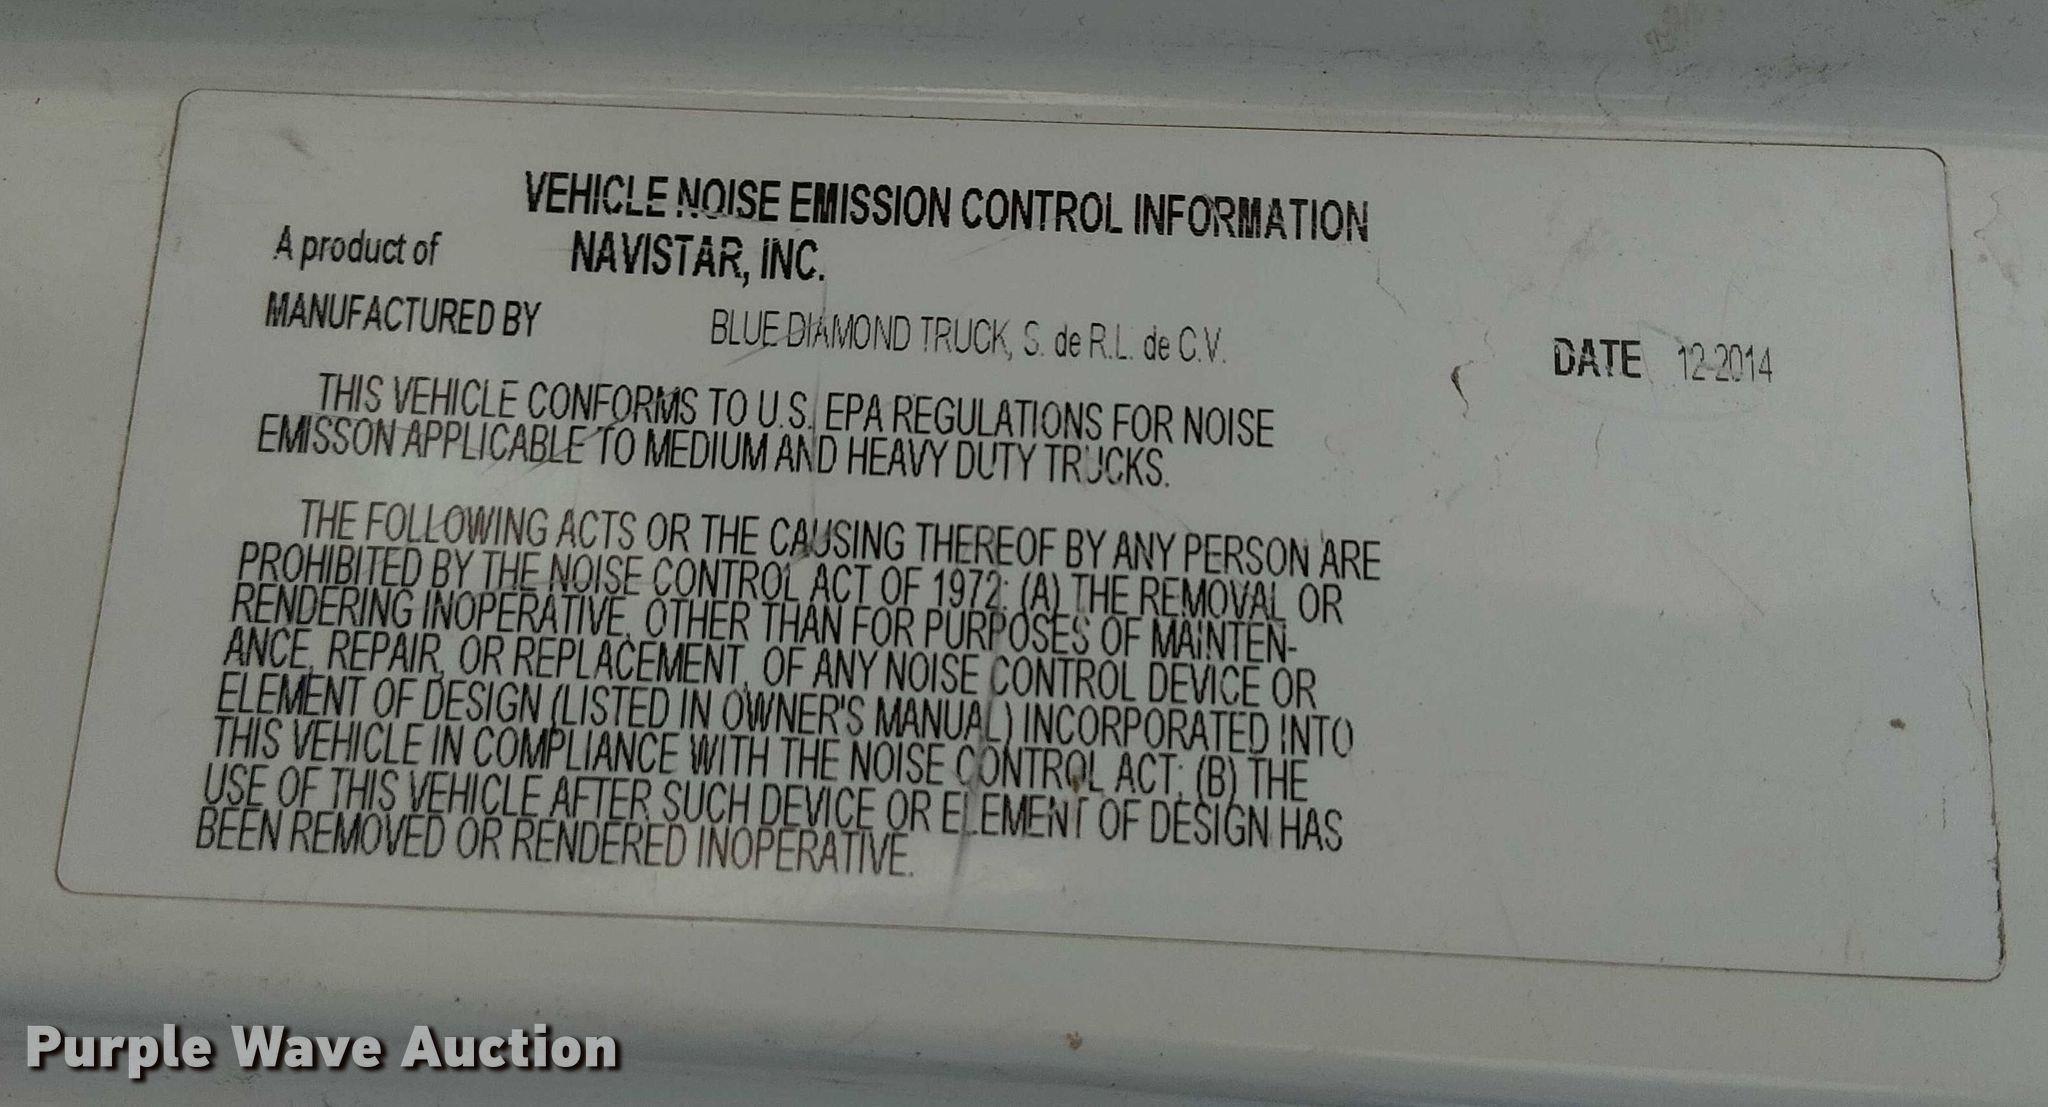 VEHICLE NOISE EMISSION CONTROL INFORMATION
A product of NAVISTAR, INC.
MANUFACTURED BY BLUE DIAMOND TRUCK, S. de R.L. de C.V. DATE 12-2014
THIS VEHICLE CONFORMS TO U.S. EPA REGULATIONS FOR NOISE
EMISSON APPLICABLE TO MEDIUM AND HEAVY DUTY TRUCKS.
THE FOLLOWING ACTS OR THE CAUSING THEREOF BY ANY PERSON ARE
PROHIBITED BY THE NOISE CONTROL ACT OF 1972: (A) THE REMOVAL OR
RENDERING INOPERATIVE, OTHER THAN FOR PURPOSES OF MAINTEN-
ANCE, REPAIR, OR REPLACEMENT, OF ANY NOISE CONTROL DEVICE OR
ELEMENT OF DESIGN (LISTED IN OWNER'S MANUAL) INCORPORATED INTO
THIS VEHICLE IN COMPLIANCE WITH THE NOISE CONTROL ACT; (B) THE
USE OF THIS VEHICLE AFTER SUCH DEVICE OR ELEMENT OF DESIGN HAS
BEEN REMOVED OR RENDERED INOPERATIVE.
Purple Wave Auction